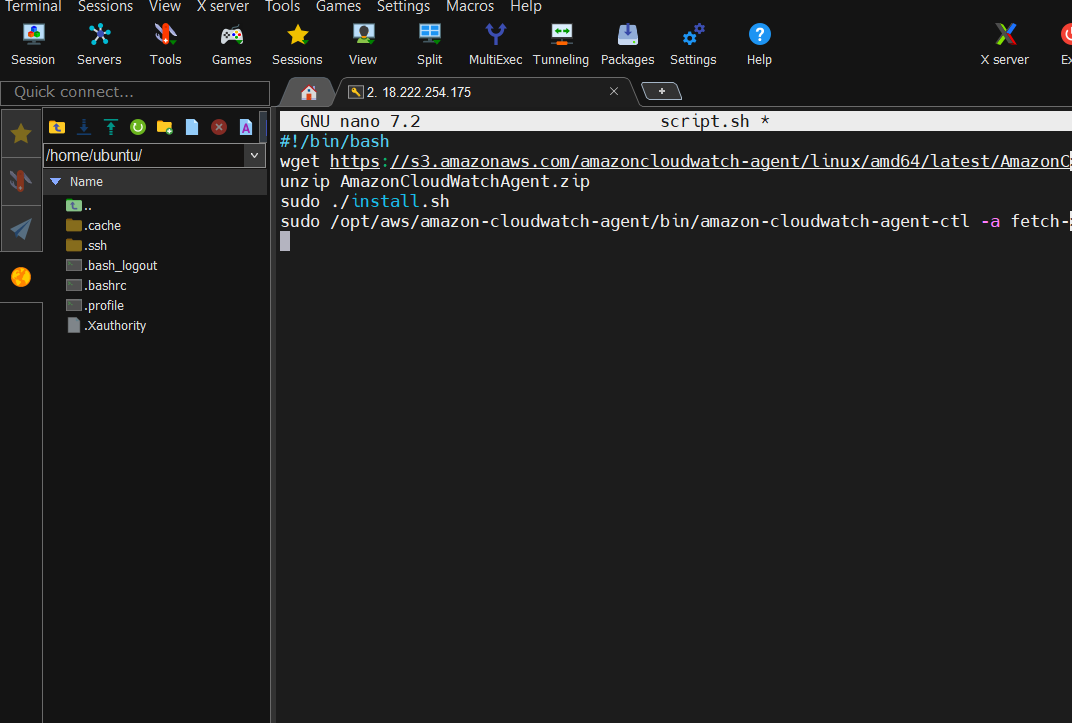 Terminal Sessions View X server Tools Games Settings Macros Help
Session Servers Tools Games Sessions View Split MultiExec Tunneling Packages Settings Help X server Ex
Quick connect...
2. 18.222.254.175
/home/ubuntu/
Name
..
.cache
.ssh
.bash_logout
.bashrc
.profile
.Xauthority
GNU nano 7.2 script.sh *
#!/bin/bash
wget https://s3.amazonaws.com/amazoncloudwatch-agent/linux/amd64/latest/AmazonC
unzip AmazonCloudWatchAgent.zip
sudo ./install.sh
sudo /opt/aws/amazon-cloudwatch-agent/bin/amazon-cloudwatch-agent-ctl -a fetch-